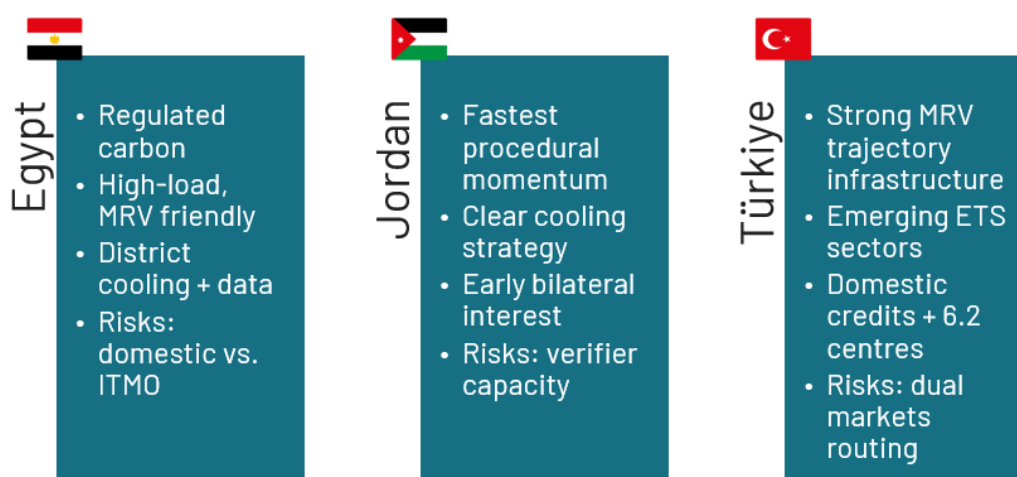 Egypt
• Regulated
carbon
• High-load,
MRV friendly
• District
cooling + data
• Risks:
domestic vs.
ITMO
Jordan
• Fastest
procedural
momentum
• Clear cooling
strategy
• Early bilateral
interest
• Risks: verifier
capacity
Türkiye
• Strong MRV
trajectory
infrastructure
• Emerging ETS
sectors
• Domestic
credits + 6.2
centres
• Risks: dual
markets
routing